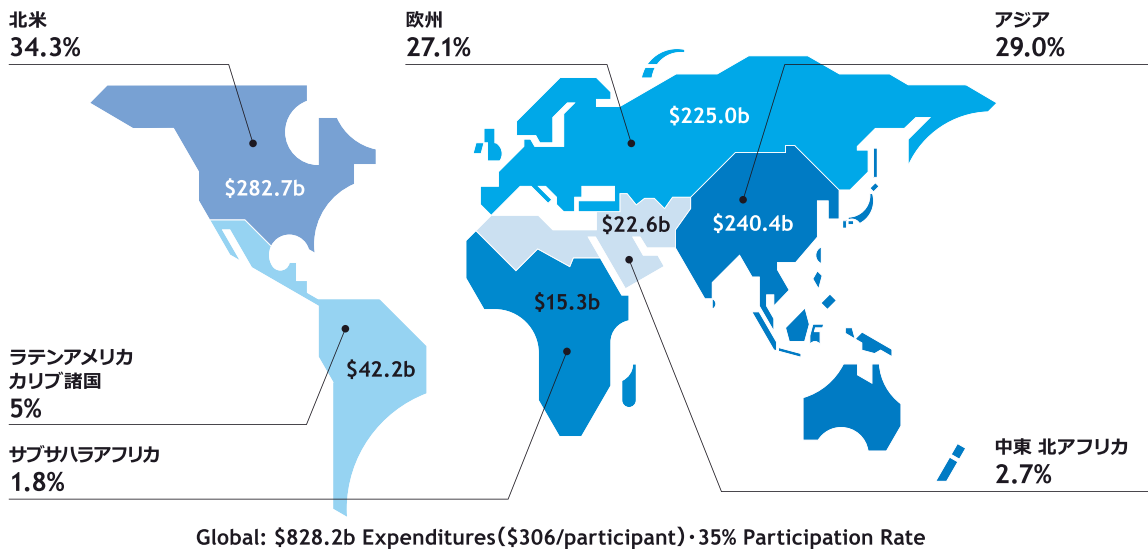 北米
34.3%
欧州
27.1%
アジア
29.0%
$225.0b
$282.7b
$22.6b
$240.4b
$15.3b
$42.2b
ラテンアメリカ
カリブ諸国
5%
サブサハラアフリカ
1.8%
中東 北アフリカ
2.7%
Global: $828.2b Expenditures($306/participant)・35% Participation Rate